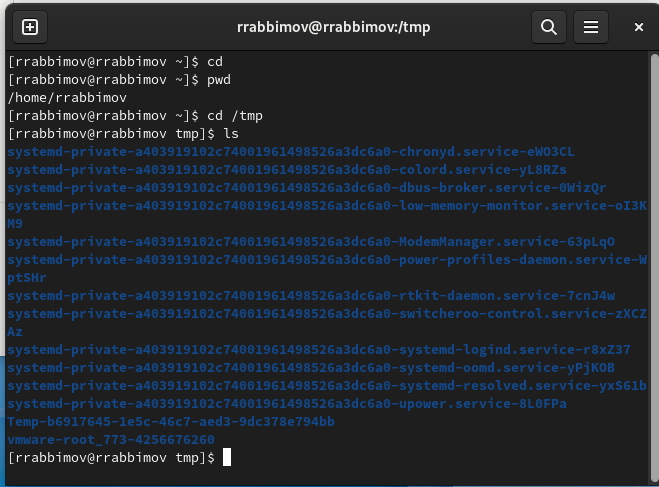 rrabbimov@rrabbimov:/tmp
[rrabbimov@rrabbimov ~]$ cd
[rrabbimov@rrabbimov ~]$ pwd
/home/rrabbimov
[rrabbimov@rrabbimov ~]$ cd /tmp
[rrabbimov@rrabbimov tmp]$ ls
systemd-private-a403919102c74001961498526a3dc6a0-chronyd.service-eWO3CL
systemd-private-a403919102c74001961498526a3dc6a0-colord.service-yL8RZs
systemd-private-a403919102c74001961498526a3dc6a0-dbus-broker.service-0WizQr
systemd-private-a403919102c74001961498526a3dc6a0-low-memory-monitor.service-oI3K
M9
systemd-private-a403919102c74001961498526a3dc6a0-ModemManager.service-63pLqO
systemd-private-a403919102c74001961498526a3dc6a0-power-profiles-daemon.service-W
ptSHr
systemd-private-a403919102c74001961498526a3dc6a0-rtkit-daemon.service-7cnJ4w
systemd-private-a403919102c74001961498526a3dc6a0-switcheroo-control.service-zXCZ
Az
systemd-private-a403919102c74001961498526a3dc6a0-systemd-logind.service-r8xZ37
systemd-private-a403919102c74001961498526a3dc6a0-systemd-oomd.service-yPjKOB
systemd-private-a403919102c74001961498526a3dc6a0-systemd-resolved.service-yxS61b
systemd-private-a403919102c74001961498526a3dc6a0-upower.service-8L0FPa
Temp-b6917645-1e5c-46c7-aed3-9dc378e794bb
vmware-root_773-4256676260
[rrabbimov@rrabbimov tmp]$